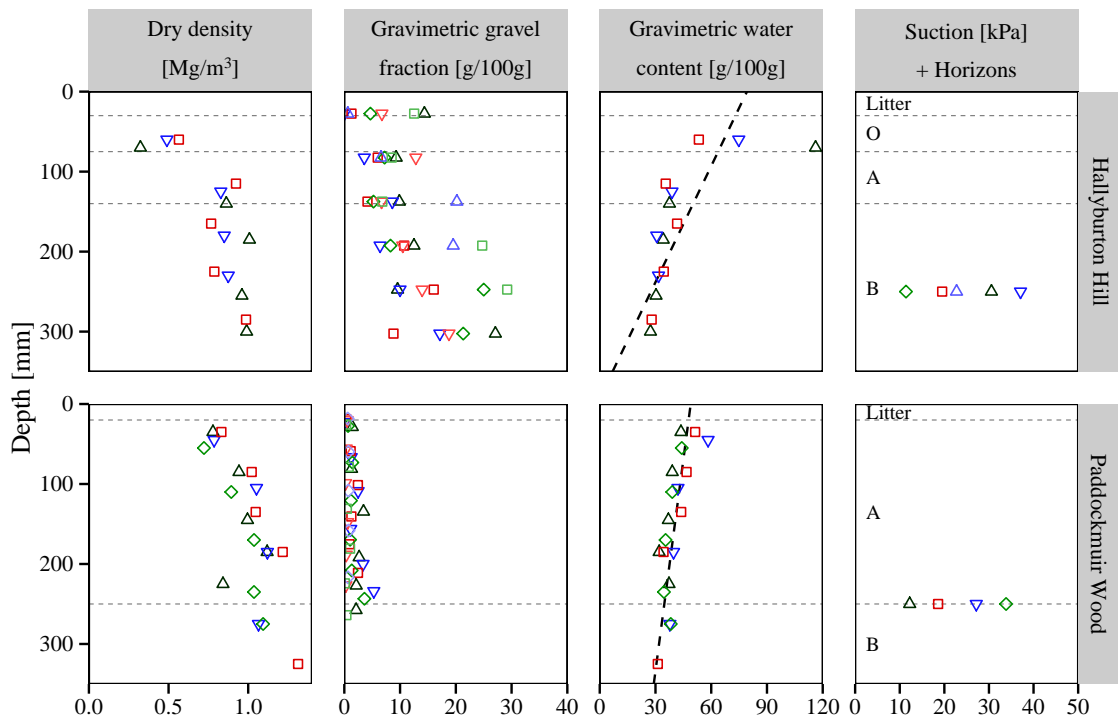 Dry density
[Mg/m³]
Gravimetric gravel
fraction [g/100g]
Gravimetric water
content [g/100g]
Suction [kPa]
+ Horizons
Depth [mm]
0
100
200
300
Litter
O
A
B
Hallyburton Hill
0
100
200
300
Litter
A
B
Paddockmuir Wood
0.0 0.5 1.0
0 10 20 30 40
0 30 60 90 120
0 10 20 30 40 50